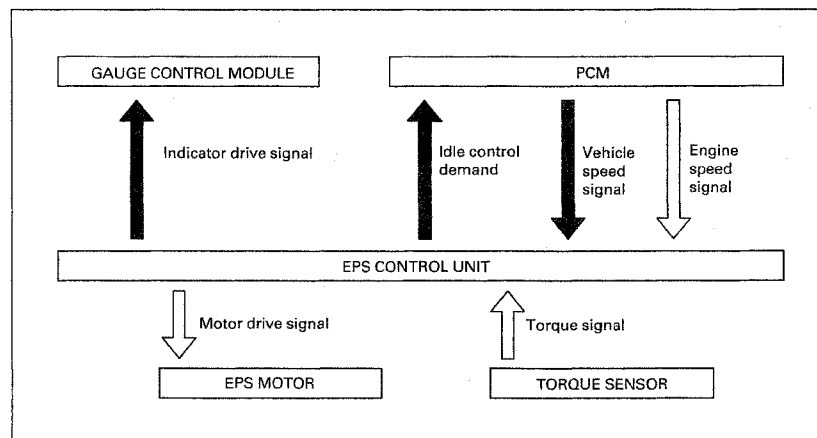 GAUGE CONTROL MODULE
PCM
Indicator drive signal
Idle control
demand
Vehicle
speed
signal
Engine
speed
signal
EPS CONTROL UNIT
Motor drive signal
Torque signal
EPS MOTOR
TORQUE SENSOR